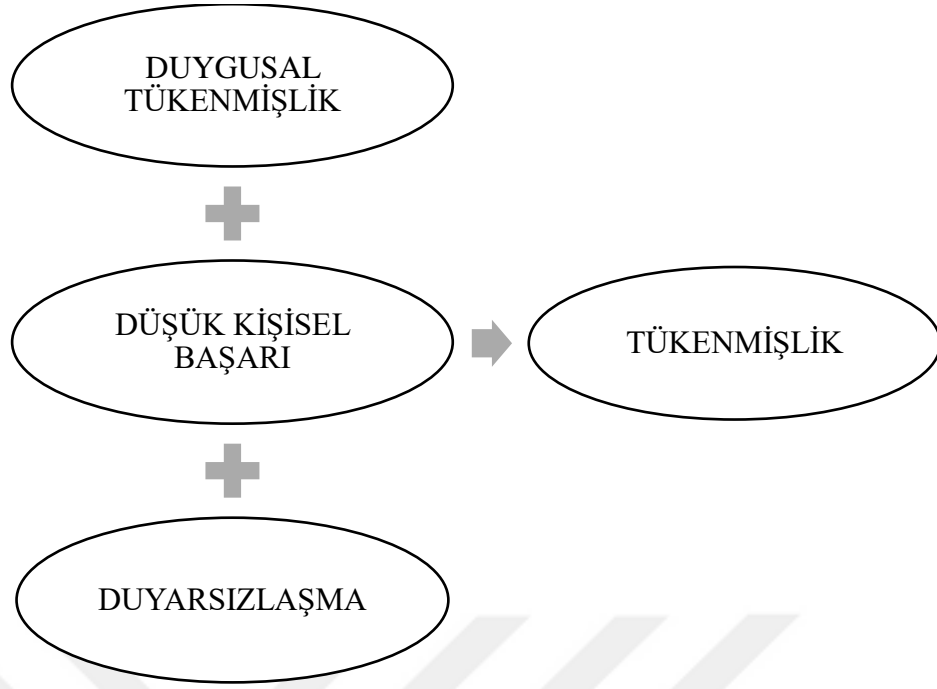 DUYGUSAL
TÜKENMİŞLİK
DÜŞÜK KİŞİSEL
BAŞARI
TÜKENMİŞLİK
DUYARSIZLAŞMA